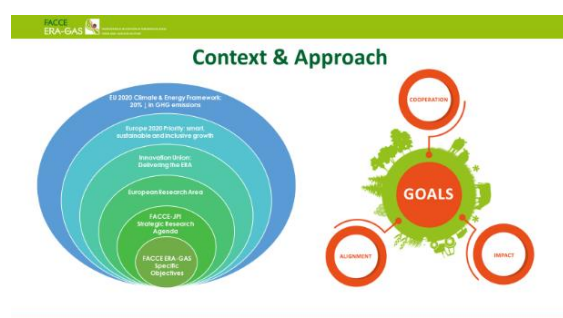 FACCE
ERA-GAS
Context & Approach
EU 2020 Climate & Energy Framework:
20% ↓ in GHG emissions
Europe 2020 Priority: smart,
sustainable and inclusive growth
Innovation Union:
Delivering the ERA
European Research Area
FACCE-JPI
Strategic Research
Agenda
FACCE ERA-GAS
Specific
Objectives
COOPERATION
GOALS
ALIGNMENT
IMPACT